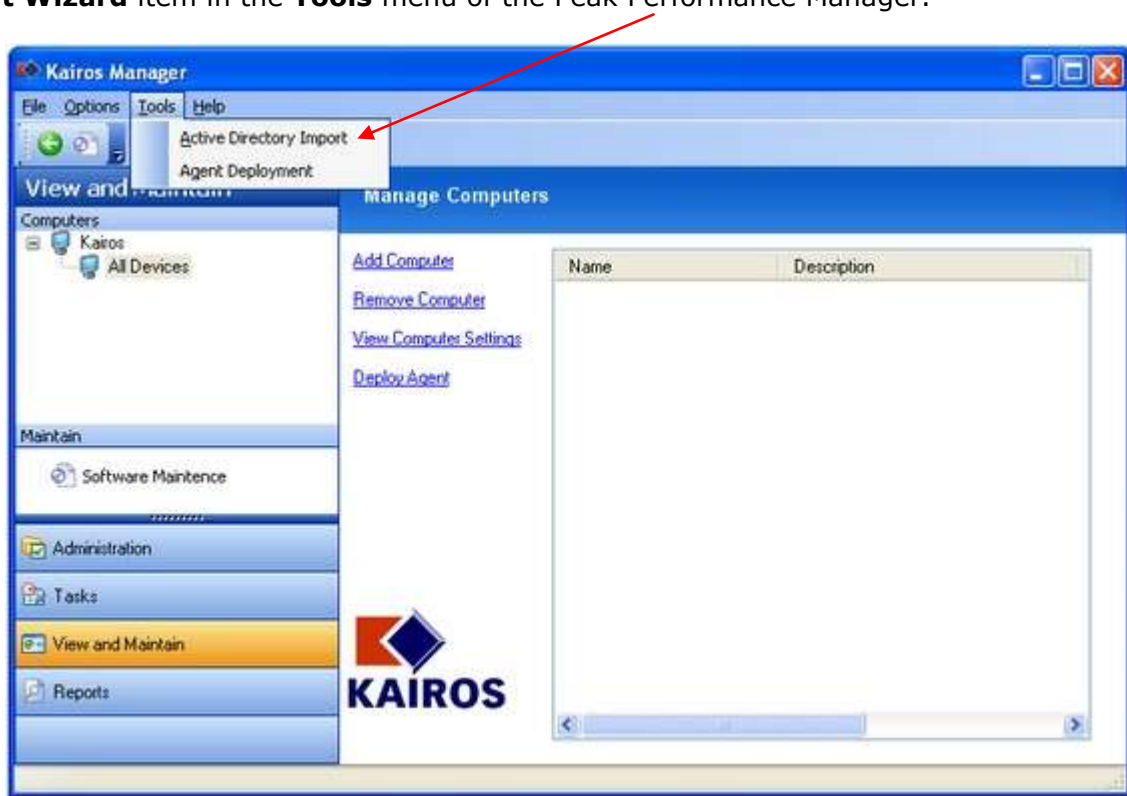 t Wizard item in the Tools menu of the Peak Performance Manager.
Kairos Manager
File Options Tools Help
Active Directory Import
Agent Deployment
View and Maintain
Manage Computers
Computers
Kairos
All Devices
Add Computer
Remove Computer
View Computer Settings
Deploy Agent
Name Description
Maintain
Software Maintence
Administration
Tasks
View and Maintain
Reports
KAIROS